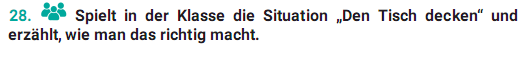 28. Spielt in der Klasse die Situation „Den Tisch decken“ und
erzählt, wie man das richtig macht.